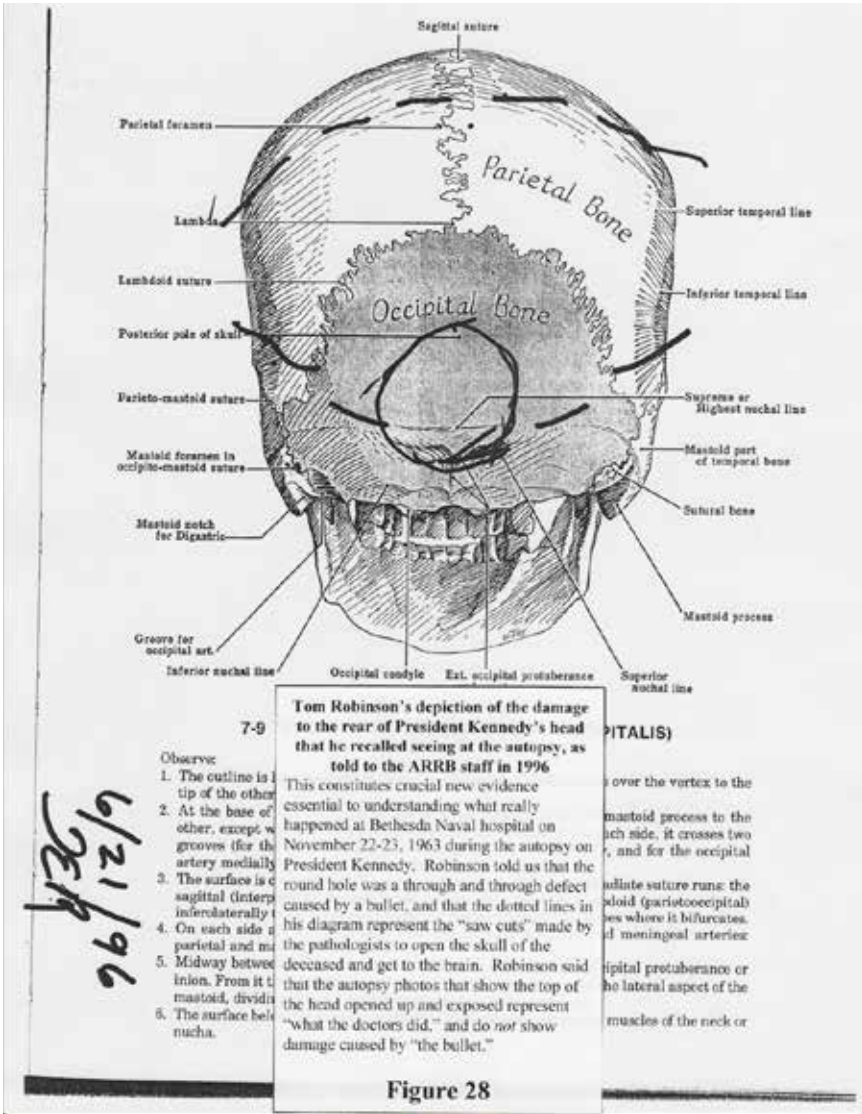 Sagittal suture
Parietal foramen
Parietal Bone
Lambda
Superior temporal line
Lambdoid suture
Inferior temporal line
Occipital Bone
Posterior pole of skull
Parieto-mastoid suture
Supreme or
Highest nuchal line
Mastoid foramen in
occipito-mastoid suture
Mastoid part
of temporal bone
Sutural bone
Mastoid notch
for Digastric
Mastoid process
Groove for
occipital art.
Inferior nuchal line
Occipital condyle
Ext. occipital protuberance
Superior
nuchal line
7-9
PITALIS)
Observe:
1. The outline is
tip of the other
2. At the base of
other, except w
grooves (for th
artery medially
3. The surface is c
sagittal (interp
inferolaterally
4. On each side a
parietal and ma
5. Midway betwee
inion. From it t
mastoid, dividi
6. The surface bel
nucha.
Tom Robinson's depiction of the damage
to the rear of President Kennedy's head
that he recalled seeing at the autopsy, as
told to the ARRB staff in 1996
This constitutes crucial new evidence
essential to understanding what really
happened at Bethesda Naval hospital on
November 22-23, 1963 during the autopsy on
President Kennedy. Robinson told us that the
round hole was a through and through defect
caused by a bullet, and that the dotted lines in
his diagram represent the "saw cuts" made by
the pathologists to open the skull of the
deceased and get to the brain. Robinson said
that the autopsy photos that show the top of
the head opened up and exposed represent
"what the doctors did," and do not show
damage caused by "the bullet."
Figure 28
over the vertex to the
mastoid process to the
ch side, it crosses two
, and for the occipital
adiate suture runs: the
doid (parietooccipital)
es where it bifurcates.
d meningeal arteries
ipital protuberance or
he lateral aspect of the
muscles of the neck or
6/21/96